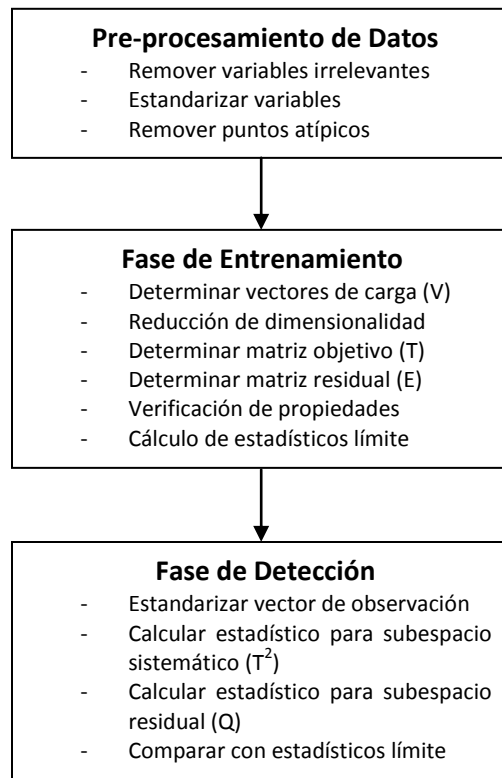 Pre-procesamiento de Datos
- Remover variables irrelevantes
- Estandarizar variables
- Remover puntos atípicos
Fase de Entrenamiento
- Determinar vectores de carga (V)
- Reducción de dimensionalidad
- Determinar matriz objetivo (T)
- Determinar matriz residual (E)
- Verificación de propiedades
- Cálculo de estadísticos límite
Fase de Detección
- Estandarizar vector de observación
- Calcular estadístico para subespacio
sistemático (T²)
- Calcular estadístico para subespacio
residual (Q)
- Comparar con estadísticos límite